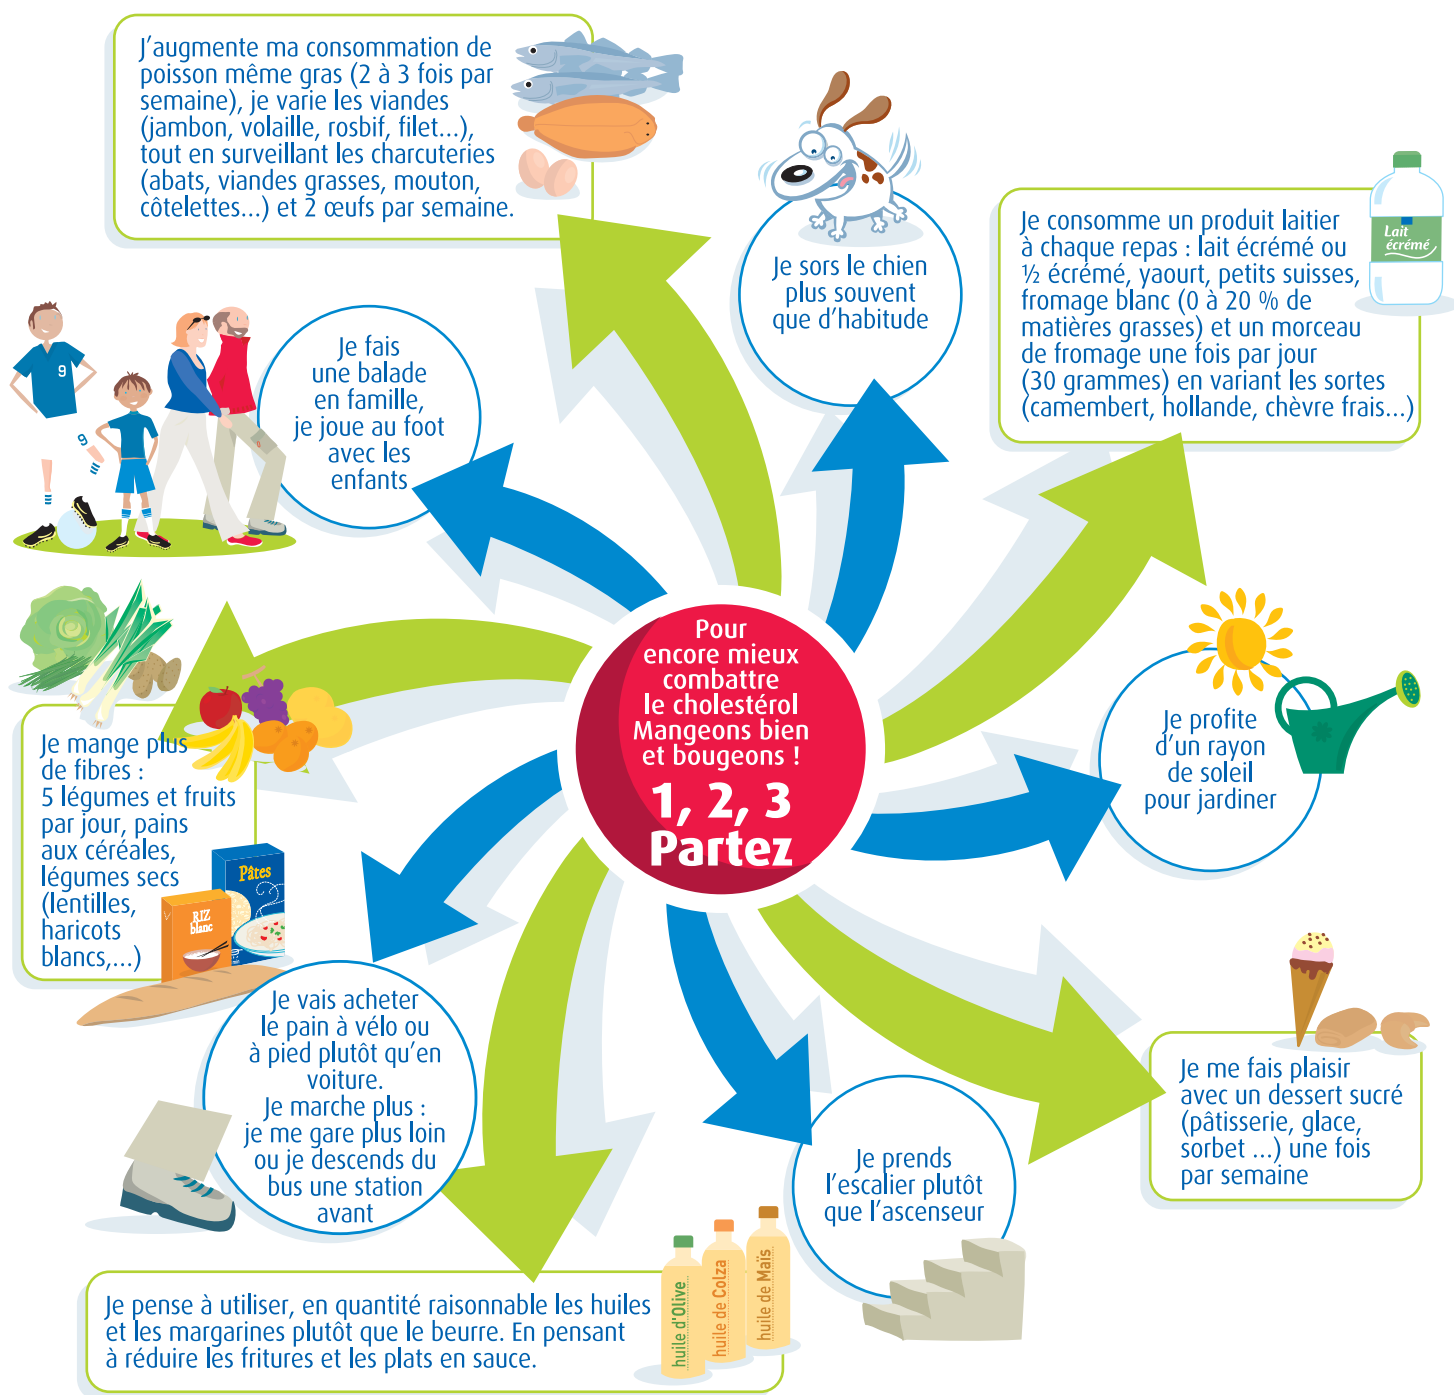 J'augmente ma consommation de
poisson même gras (2 à 3 fois par
semaine), je varie les viandes
(jambon, volaille, rosbif, filet...),
tout en surveillant les charcuteries
(abats, viandes grasses, mouton,
côtelettes...) et 2 œufs par semaine.
Je sors le chien
plus souvent
que d'habitude
Je consomme un produit laitier
à chaque repas : lait écrémé ou
½ écrémé, yaourt, petits suisses,
fromage blanc (0 à 20 % de
matières grasses) et un morceau
de fromage une fois par jour
(30 grammes) en variant les sortes
(camembert, hollande, chèvre frais...)
Lait
écrémé
Je fais
une balade
en famille,
je joue au foot
avec les
enfants
9
9
Pour
encore mieux
combattre
le cholestérol
Mangeons bien
et bougeons !
1, 2, 3
Partez
Je profite
d'un rayon
de soleil
pour jardiner
Je mange plus
de fibres :
5 légumes et fruits
par jour, pains
aux céréales,
légumes secs
(lentilles,
haricots
blancs,...)
Pâtes
RIZ
blanc
Je vais acheter
le pain à vélo ou
à pied plutôt qu'en
voiture.
Je marche plus :
je me gare plus loin
ou je descends du
bus une station
avant
Je me fais plaisir
avec un dessert sucré
(pâtisserie, glace,
sorbet ...) une fois
par semaine
Je prends
l'escalier plutôt
que l'ascenseur
Je pense à utiliser, en quantité raisonnable les huiles
et les margarines plutôt que le beurre. En pensant
à réduire les fritures et les plats en sauce.
huile d'Olive
huile de Colza
huile de Maïs